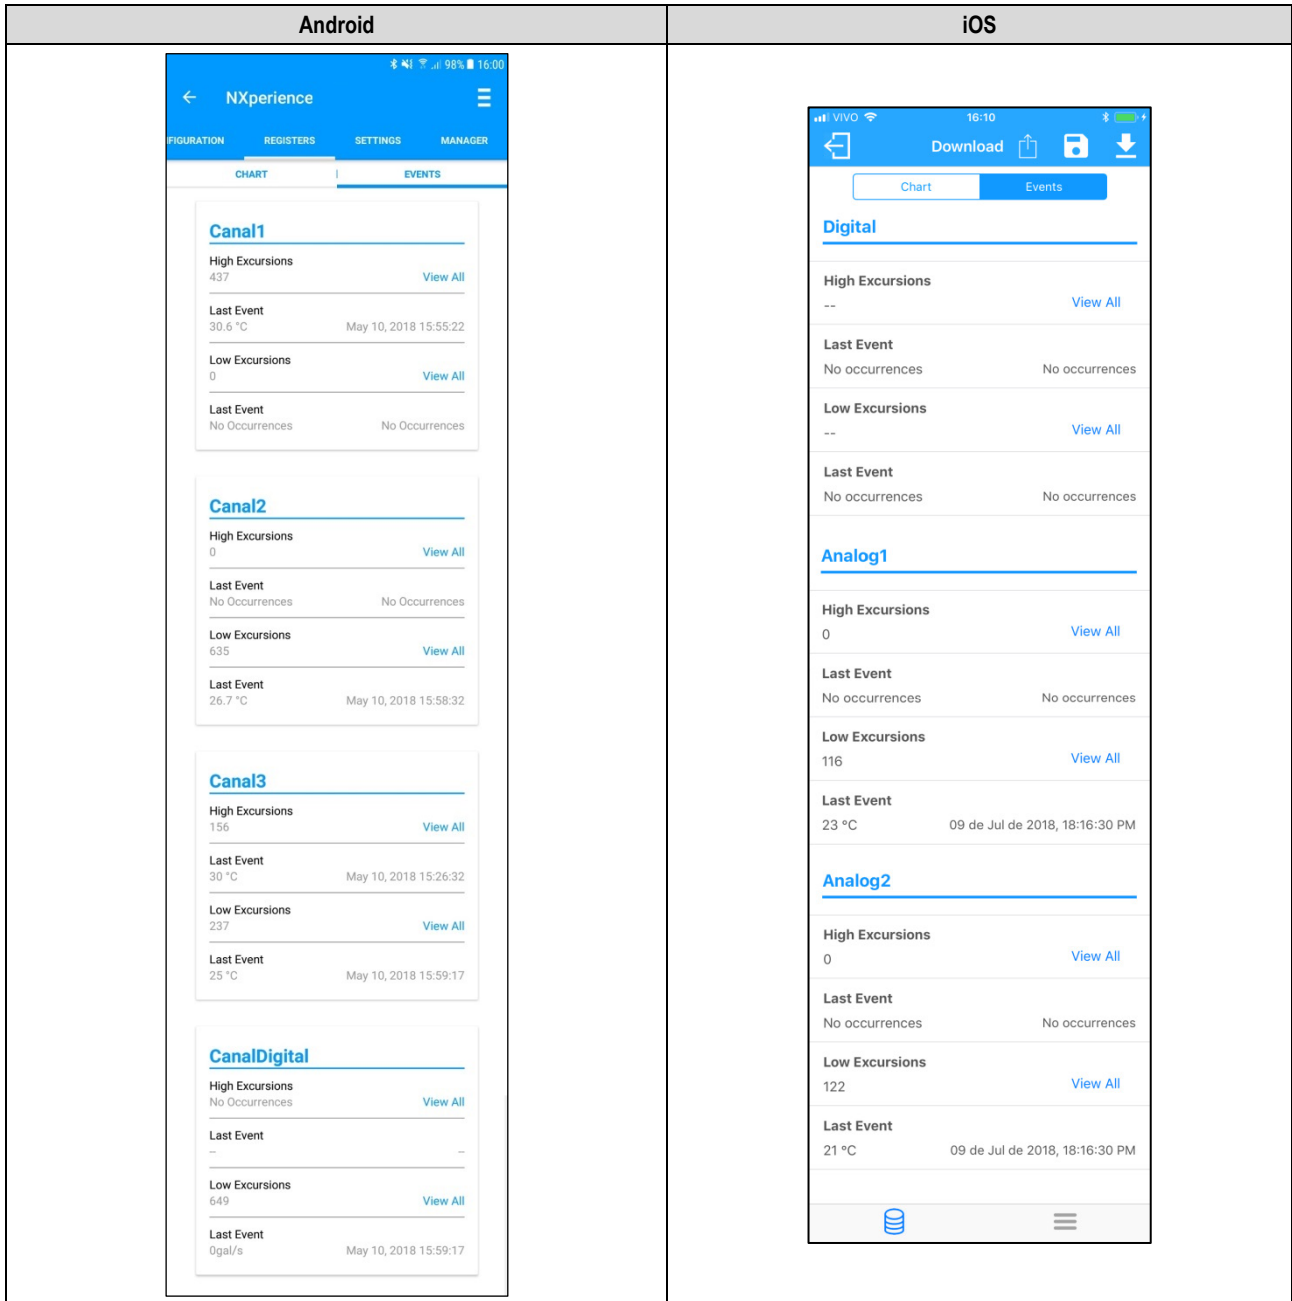 Android
iOS
98% 16:00
NXperience
FIGURATION REGISTERS SETTINGS MANAGER
CHART | EVENTS
Canal1
High Excursions
437 View All
Last Event
30.6 °C May 10, 2018 15:55:22
Low Excursions
0 View All
Last Event
No Occurrences No Occurrences
Canal2
High Excursions
0 View All
Last Event
No Occurrences No Occurrences
Low Excursions
635 View All
Last Event
26.7 °C May 10, 2018 15:58:32
Canal3
High Excursions
156 View All
Last Event
30 °C May 10, 2018 15:26:32
Low Excursions
237 View All
Last Event
25 °C May 10, 2018 15:59:17
CanalDigital
High Excursions
No Occurrences View All
Last Event
– –
Low Excursions
649 View All
Last Event
0gal/s May 10, 2018 15:59:17
VIVO 16:10
Download
Chart Events
Digital
High Excursions
-- View All
Last Event
No occurrences No occurrences
Low Excursions
-- View All
Last Event
No occurrences No occurrences
Analog1
High Excursions
0 View All
Last Event
No occurrences No occurrences
Low Excursions
116 View All
Last Event
23 ºC 09 de Jul de 2018, 18:16:30 PM
Analog2
High Excursions
0 View All
Last Event
No occurrences No occurrences
Low Excursions
122 View All
Last Event
21 ºC 09 de Jul de 2018, 18:16:30 PM